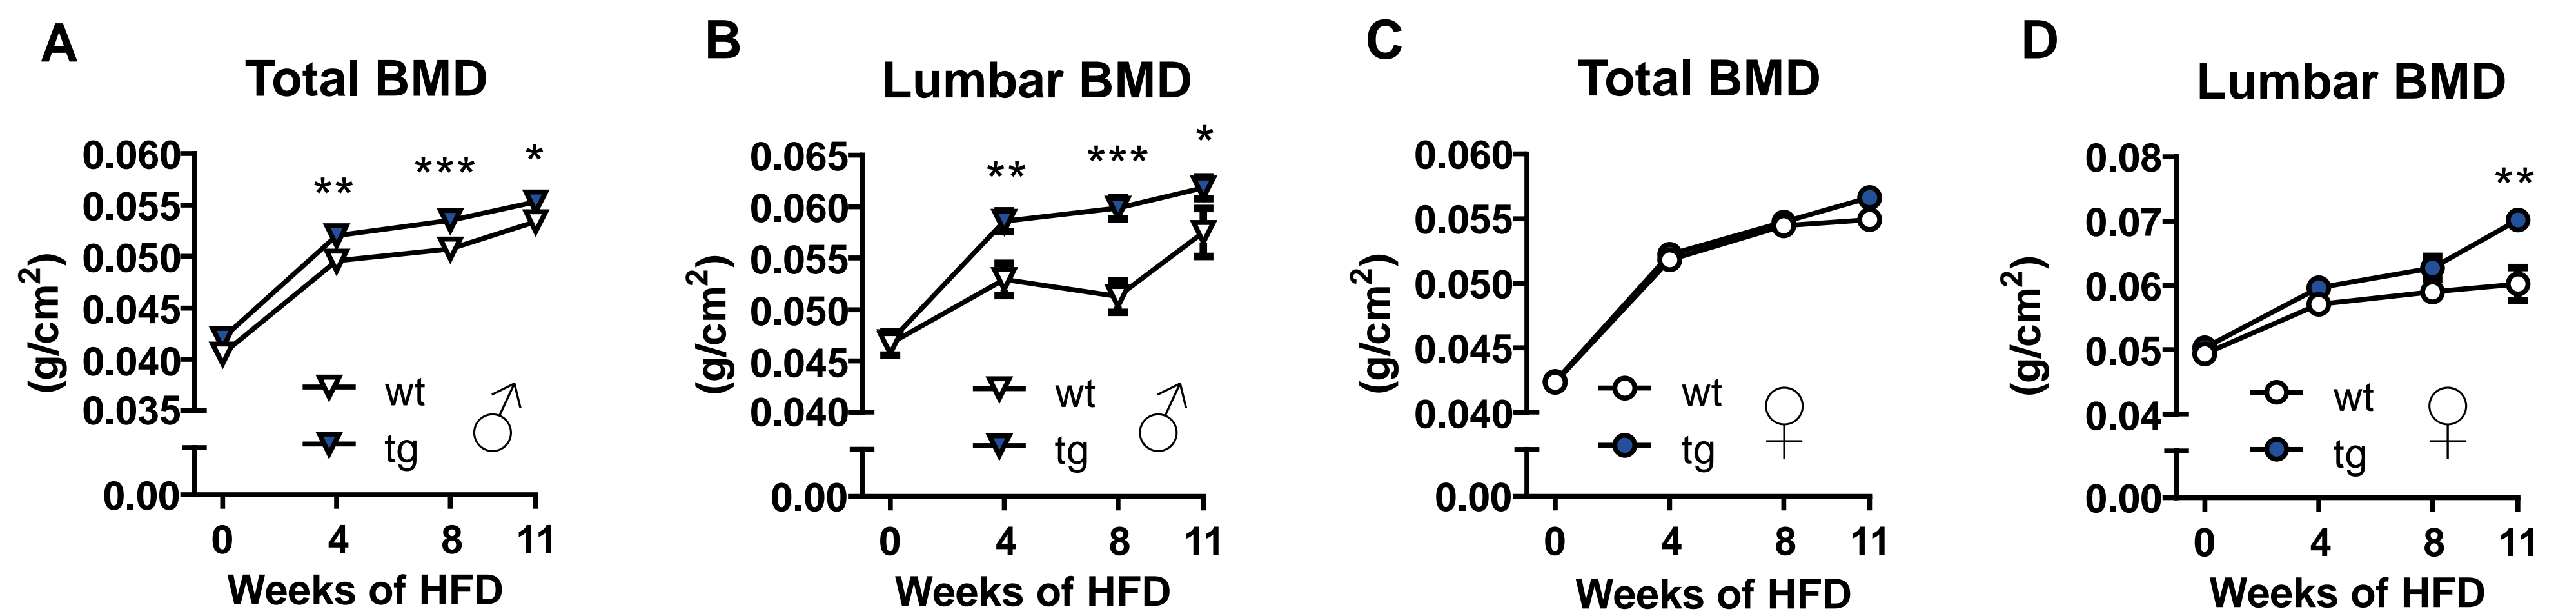 A
Total BMD
(g/cm²)
0.060
0.055
0.050
0.045
0.040
0.035
0.00
** *** *
wt
tg
♂
0 4 8 11
Weeks of HFD
B
Lumbar BMD
(g/cm²)
0.065
0.060
0.055
0.050
0.045
0.040
0.00
** *** *
wt
tg
♂
0 4 8 11
Weeks of HFD
C
Total BMD
(g/cm²)
0.060
0.055
0.050
0.045
0.040
0.00
wt
tg
♀
0 4 8 11
Weeks of HFD
D
Lumbar BMD
(g/cm²)
0.08
0.07
0.06
0.05
0.04
0.00
**
wt
tg
♀
0 4 8 11
Weeks of HFD